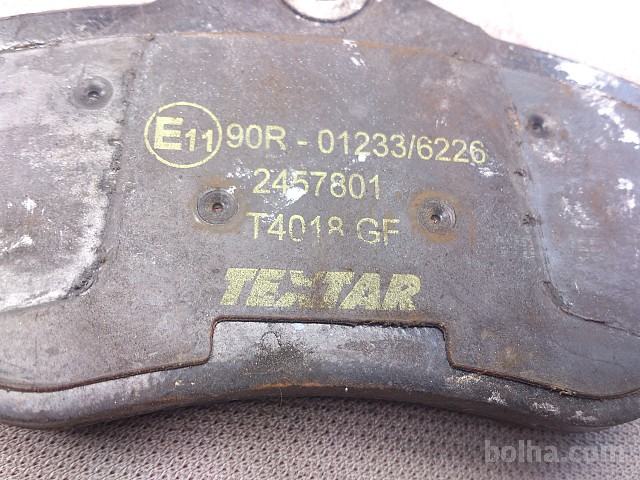 E11 90R - 01233/6226
2457801
T4018 GF
TEXTAR
bolha.com